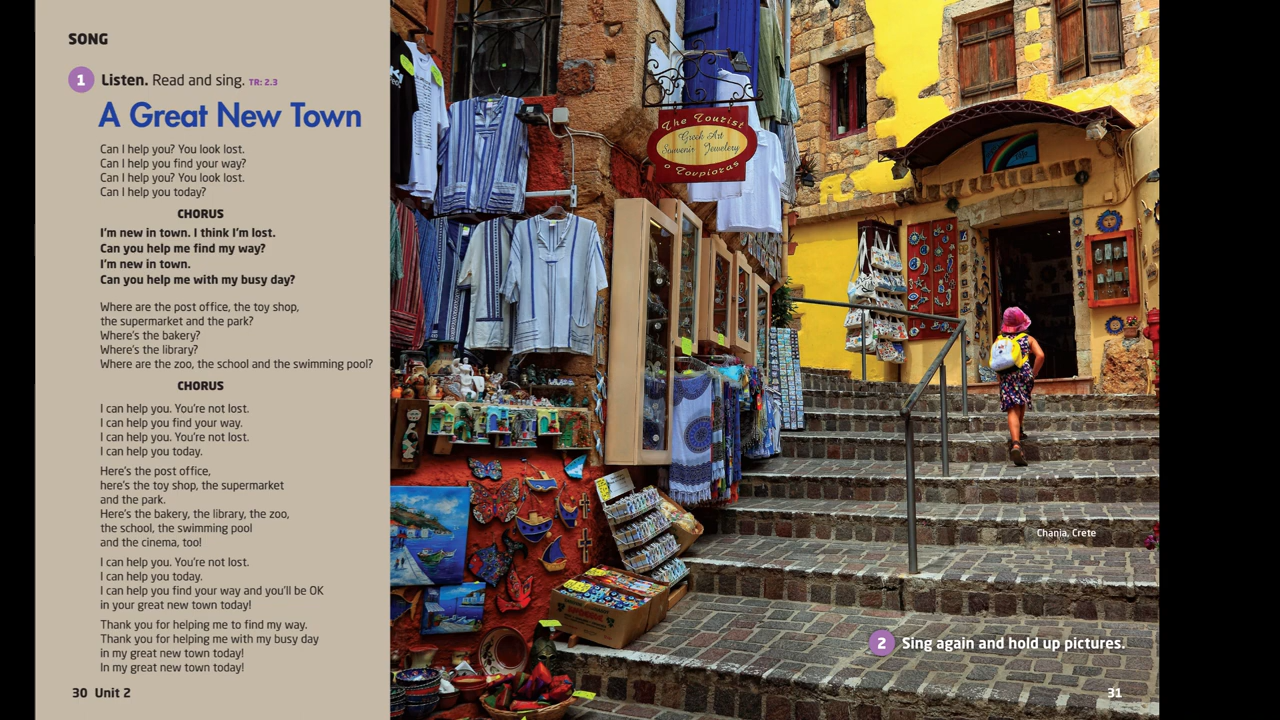 SONG
1 Listen. Read and sing. TR: 2.3
A Great New Town
Can I help you? You look lost.
Can I help you find your way?
Can I help you? You look lost.
Can I help you today?
CHORUS
I'm new in town. I think I'm lost.
Can you help me find my way?
I'm new in town.
Can you help me with my busy day?
Where are the post office, the toy shop,
the supermarket and the park?
Where's the bakery?
Where's the library?
Where are the zoo, the school and the swimming pool?
CHORUS
I can help you. You're not lost.
I can help you find your way.
I can help you. You're not lost.
I can help you today.
Here's the post office,
here's the toy shop, the supermarket
and the park.
Here's the bakery, the library, the zoo,
the school, the swimming pool
and the cinema, too!
I can help you. You're not lost.
I can help you today.
I can help you find your way and you'll be OK
in your great new town today!
Thank you for helping me to find my way.
Thank you for helping me with my busy day
in my great new town today!
In my great new town today!
30 Unit 2
The Tourist
Greek Art
Souvenir Jewelery
o Toupioras
Chania, Crete
2 Sing again and hold up pictures.
31